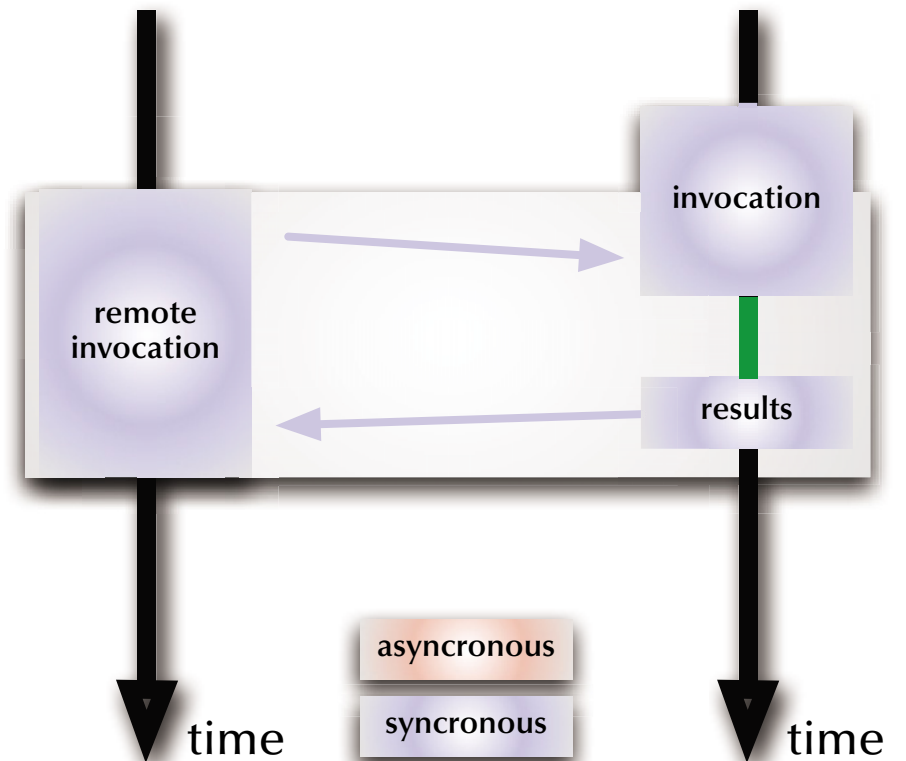 invocation
remote
invocation
results
asyncronous
syncronous
time
time